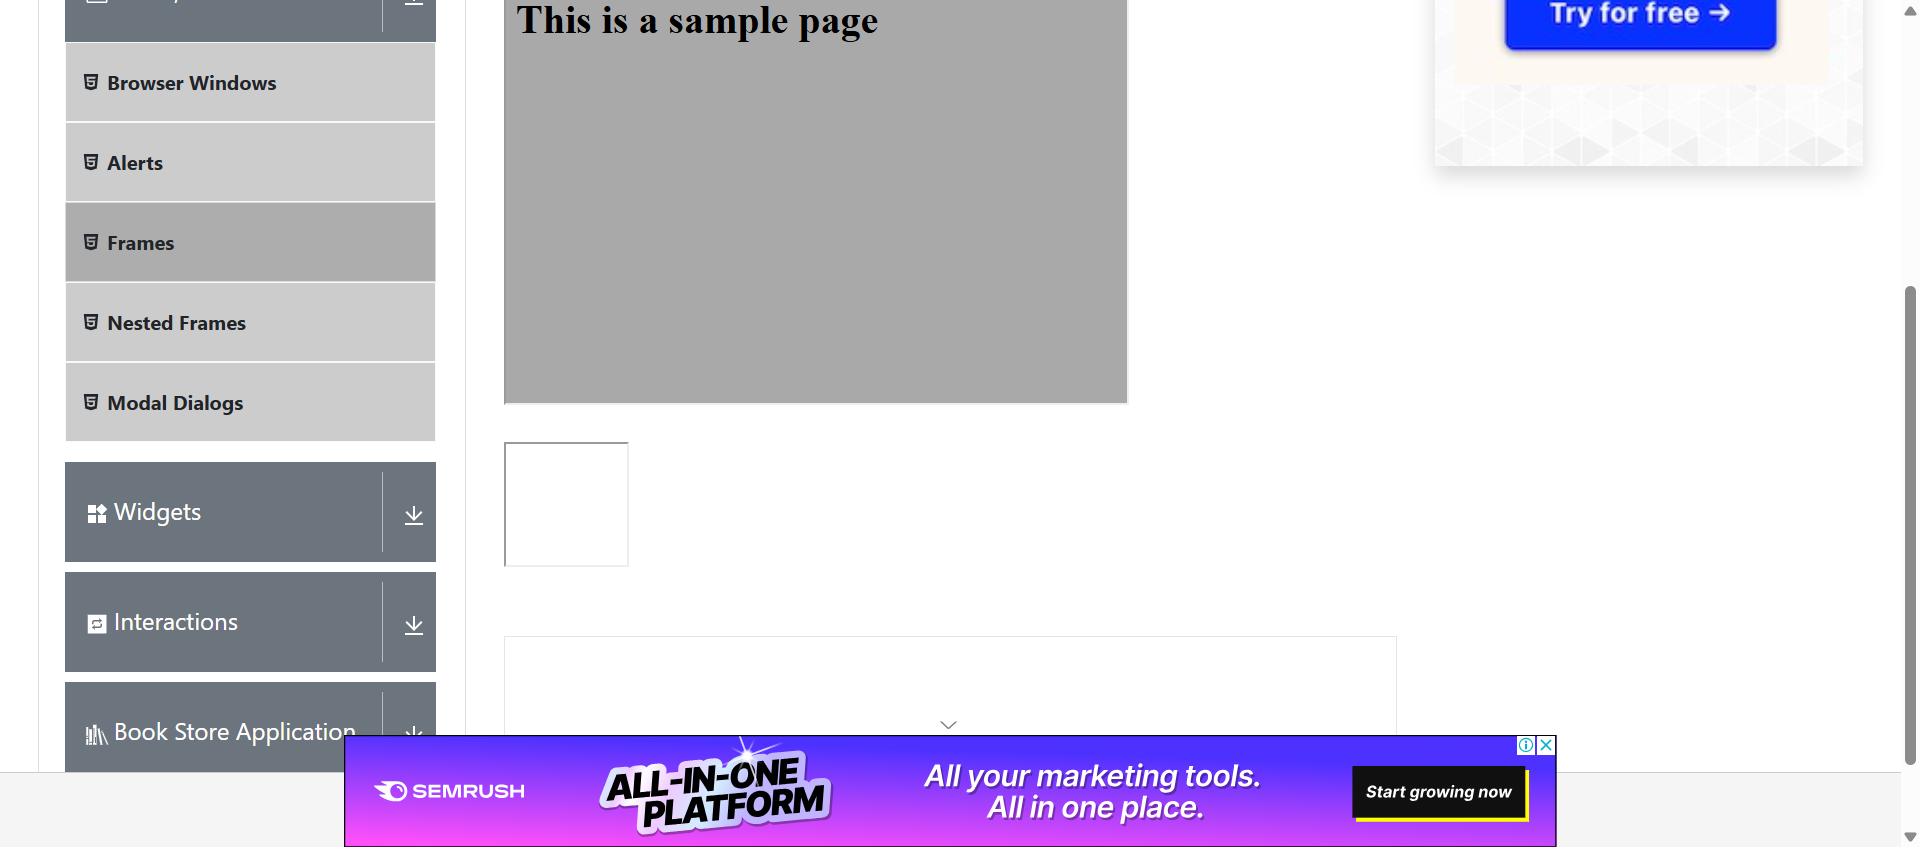 This is a sample page
Try for free →
Browser Windows
Alerts
Frames
Nested Frames
Modal Dialogs
Widgets
Interactions
Book Store Application
SEMRUSH
ALL-IN-ONE
PLATFORM
All your marketing tools.
All in one place.
Start growing now